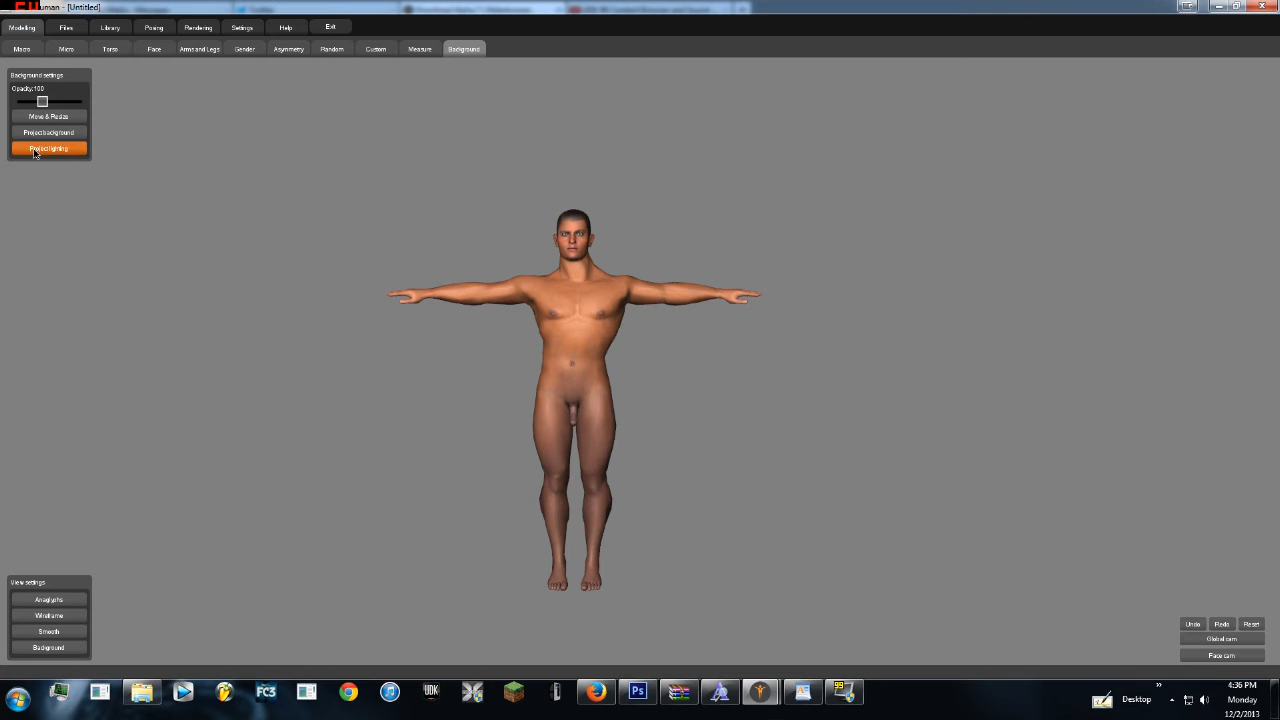 Human - [Untitled]
Modelling Files Library Posing Rendering Settings Help Exit
Macro Micro Torso Face Arms and Legs Gender Asymmetry Random Custom Measure Background
Background settings
Opacity:100
Move & Resize
Project background
Project lighting
View settings
Anaglyphs
Wireframe
Smooth
Background
Undo Redo Reset
Global cam
Face cam
FC3
UDK
Ps
99
Desktop
»
4:36 PM
Monday
12/2/2013